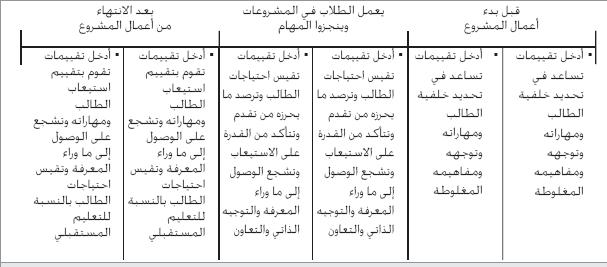 قبل بدء
أعمال المشروع
يعمل الطلاب في المشروعات
وينجزوا المهام
بعد الانتهاء
من أعمال المشروع
• أدخل تقييمات
تساعد في
تحديد خلفية
الطالب
ومهاراته
وتوجهه
ومفاهيمه
المغلوطة
• أدخل تقييمات
تساعد في
تحديد خلفية
الطالب
ومهاراته
وتوجهه
ومفاهيمه
المغلوطة
• أدخل تقييمات
تقيس احتياجات
الطالب وترصد ما
يحرزه من تقدم
وتتأكد من القدرة
على الاستيعاب
وتشجع الوصول
إلى ما وراء
المعرفة والتوجيه
الذاتي والتعاون
• أدخل تقييمات
تقيس احتياجات
الطالب وترصد ما
يحرزه من تقدم
وتتأكد من القدرة
على الاستيعاب
وتشجع الوصول
إلى ما وراء
المعرفة والتوجيه
الذاتي والتعاون
• أدخل تقييمات
تقوم بتقييم
استيعاب
الطالب
ومهاراته وتشجع
على الوصول
إلى ما وراء
المعرفة وتقيس
احتياجات
الطالب بالنسبة
للتعليم
المستقبلي
• أدخل تقييمات
تقوم بتقييم
استيعاب
الطالب
ومهاراته وتشجع
على الوصول
إلى ما وراء
المعرفة وتقيس
احتياجات
الطالب بالنسبة
للتعليم
المستقبلي